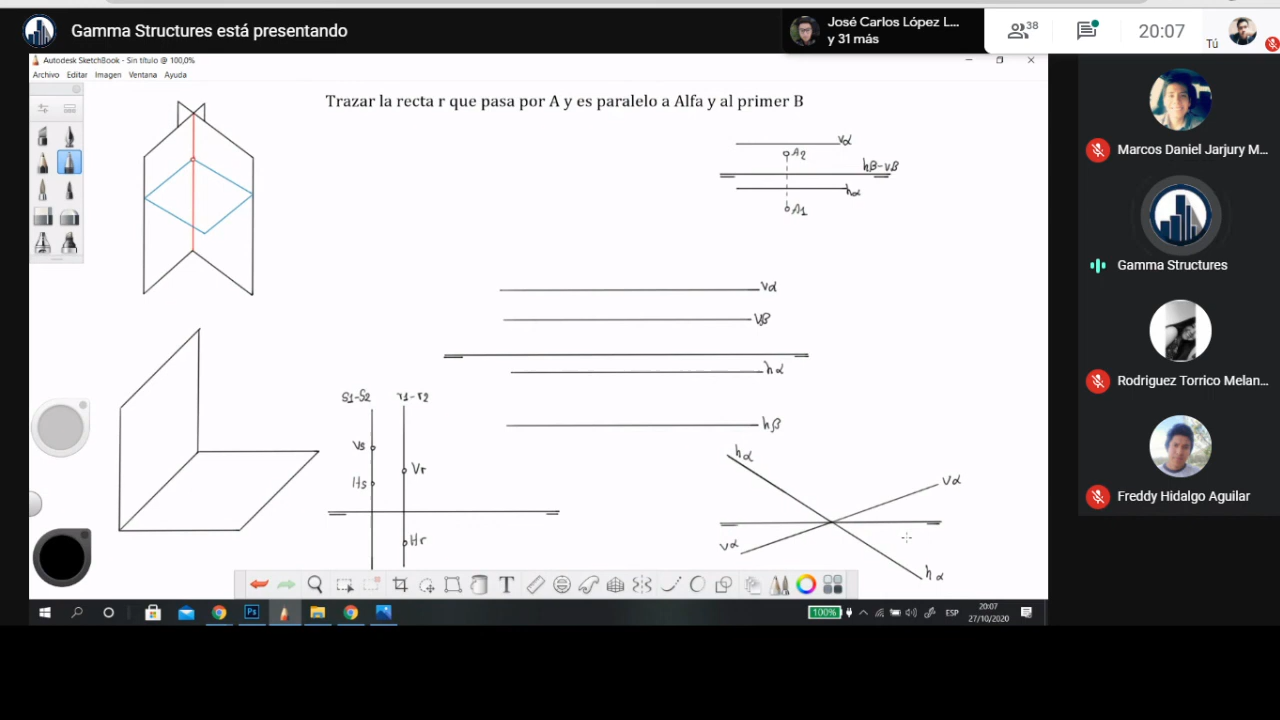 Gamma Structures está presentando
José Carlos López L...
y 31 más
38
20:07
Tú
Autodesk SketchBook - Sin título @ 100,0%
Archivo Editar Imagen Ventana Ayuda
Trazar la recta r que pasa por A y es paralelo a Alfa y al primer B
vα
A2
hβ-vβ
hα
A1
vα
vβ
hα
hβ
s1-s2 r1-r2
Vs
Vr
Hs
Hr
hα
vα
vα
hα
Marcos Daniel Jarjury M...
Gamma Structures
Rodriguez Torrico Melan...
Freddy Hidalgo Aguilar
T
Ps
100%
ESP
20:07
27/10/2020